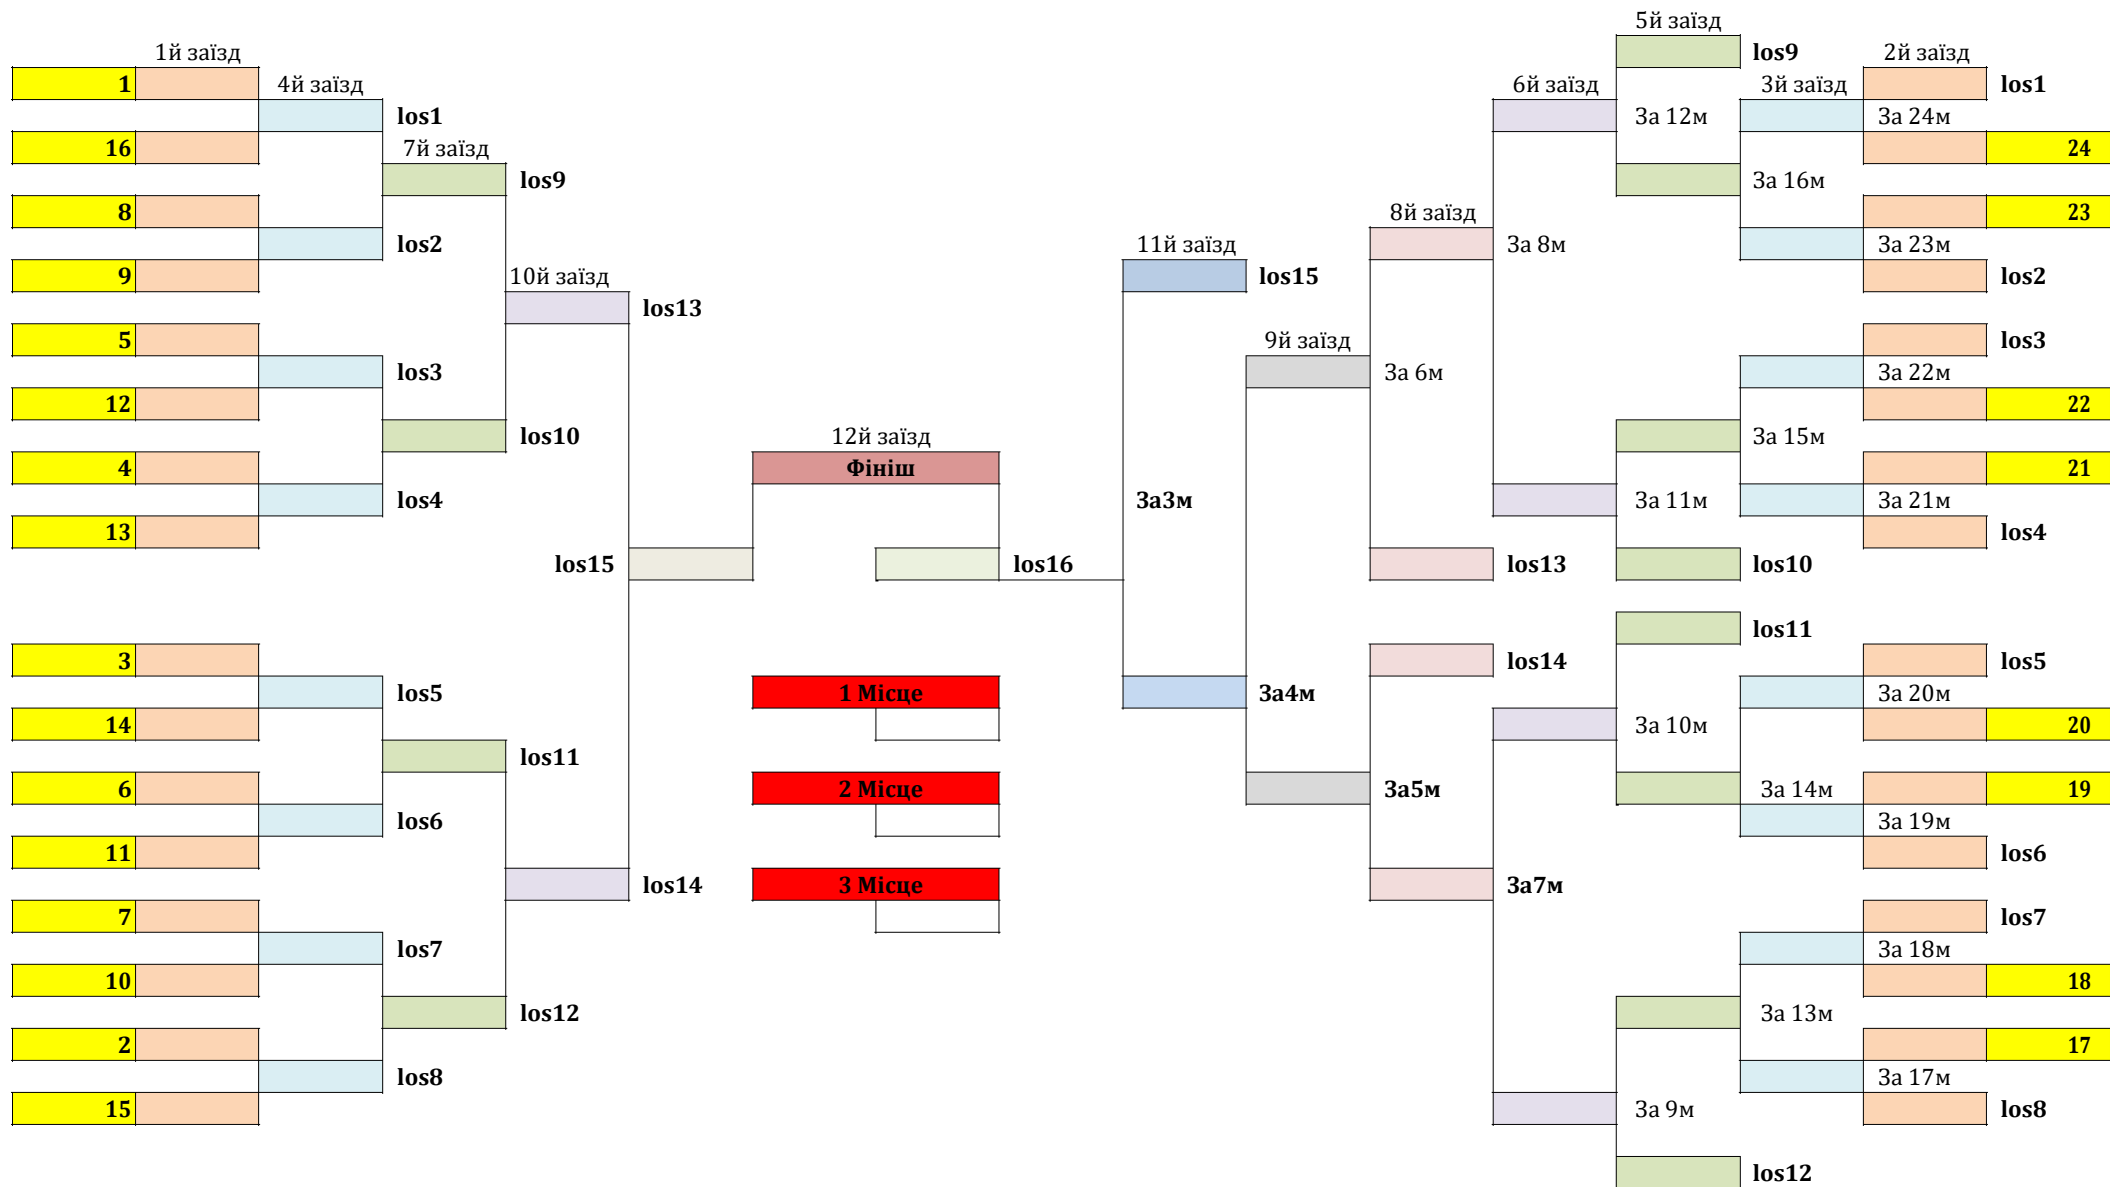 5й заїзд
los9
1й заїзд
2й заїзд
1
4й заїзд
6й заїзд
3й заїзд
los1
los1
За 12м
За 24м
16
7й заїзд
24
los9
За 16м
8
8й заїзд
23
los2
11й заїзд
За 8м
За 23м
9
10й заїзд
los15
los2
los13
5
9й заїзд
los3
los3
За 6м
За 22м
12
22
los10
12й заїзд
За 15м
4
Фініш
21
los4
За3м
За 11м
За 21м
13
los4
los15
los16
los13
los10
los11
3
los14
los5
los5
1 Місце
За4м
За 20м
14
За 10м
20
los11
6
2 Місце
За5м
За 14м
19
los6
За 19м
11
los6
los14
3 Місце
За7м
7
los7
los7
За 18м
10
18
los12
За 13м
2
17
los8
За 17м
15
За 9м
los8
los12